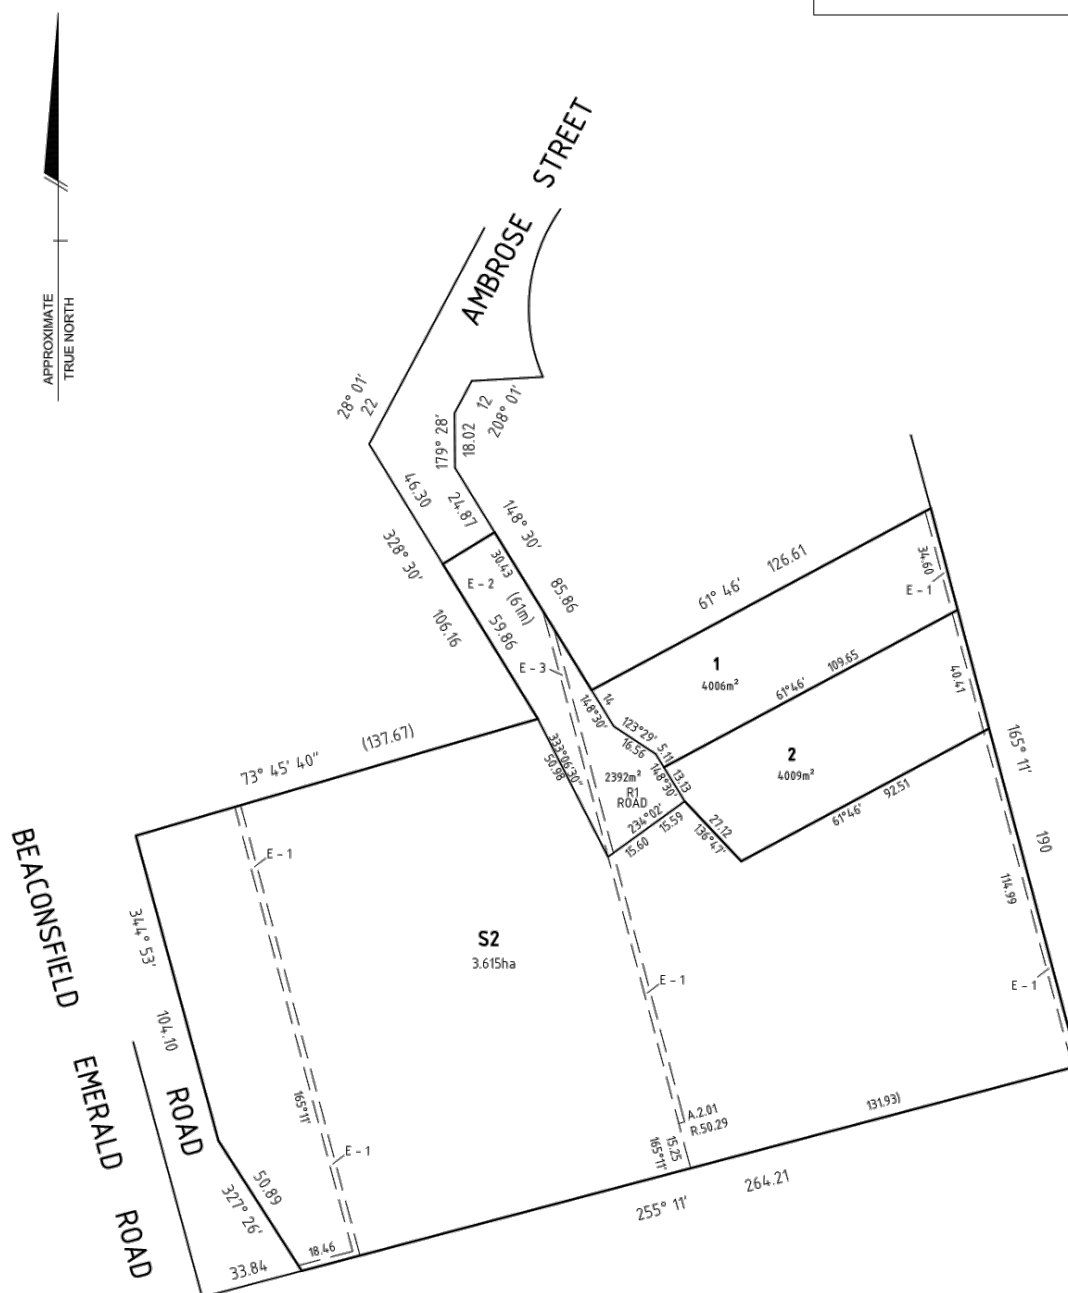 APPROXIMATE
TRUE NORTH
AMBROSE STREET
28° 01'
22
12
208° 01'
179° 28'
18.02
46.30
24.87
148° 30'
328° 30'
30.43
E - 2
(61m)
85.86
59.86
106.16
61° 46'
126.61
34.60
E - 1
E - 3
1
4006m²
109.65
61°46'
14
148°30'
123°29'
5.11
16.56
40.41
73° 45' 40"
(137.67)
333°06'30"
50.98
2392m²
R1
ROAD
148°30'
13.13
2
4009m²
165° 11'
234°02'
15.59
15.60
27.12
136°47'
92.51
61°46'
190
BEACONSFIELD EMERALD ROAD
E - 1
344° 53'
104.10
S2
3.615ha
E - 1
114.99
E - 1
ROAD
165°11'
E - 1
A.2.01
R.50.29
15.25
165°11'
131.93)
50.89
327° 26'
264.21
255° 11'
18.46
33.84